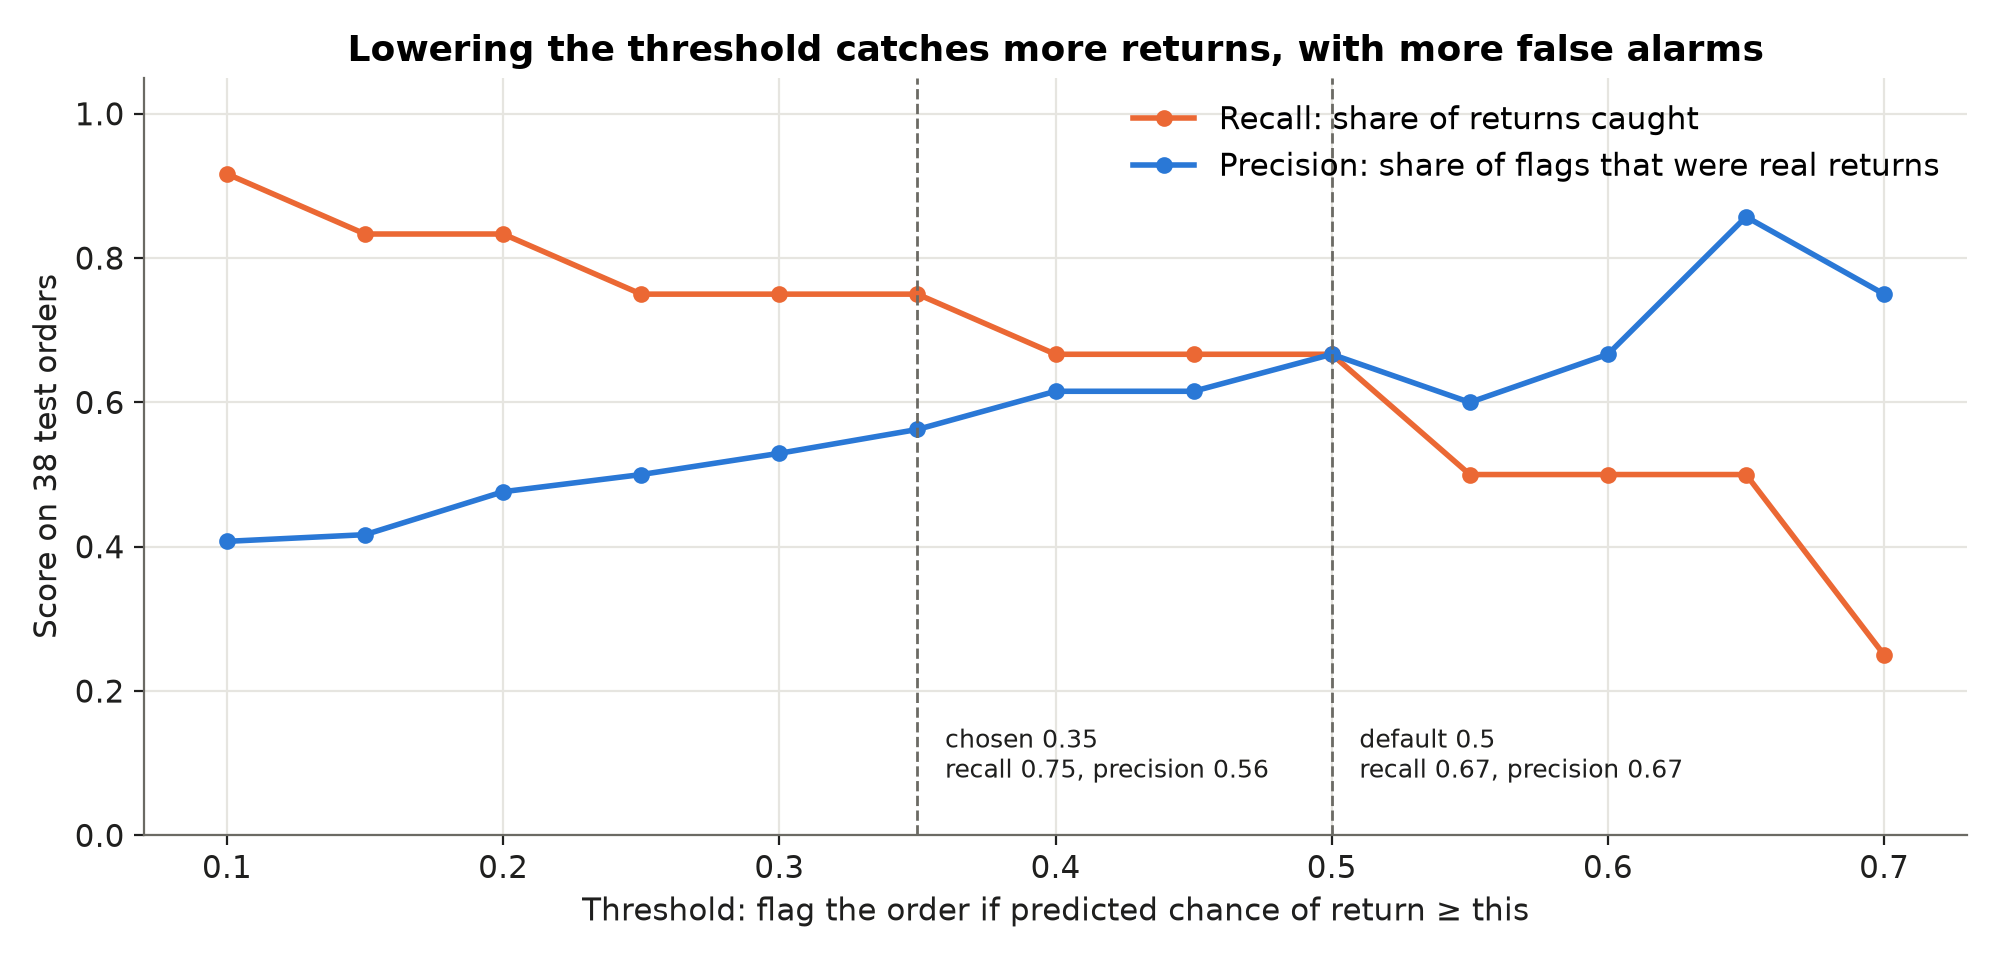 Lowering the threshold catches more returns, with more false alarms
Recall: share of returns caught
Precision: share of flags that were real returns
Score on 38 test orders
1.0
0.8
0.6
0.4
0.2
0.0
chosen 0.35
recall 0.75, precision 0.56
default 0.5
recall 0.67, precision 0.67
0.1 0.2 0.3 0.4 0.5 0.6 0.7
Threshold: flag the order if predicted chance of return ≥ this